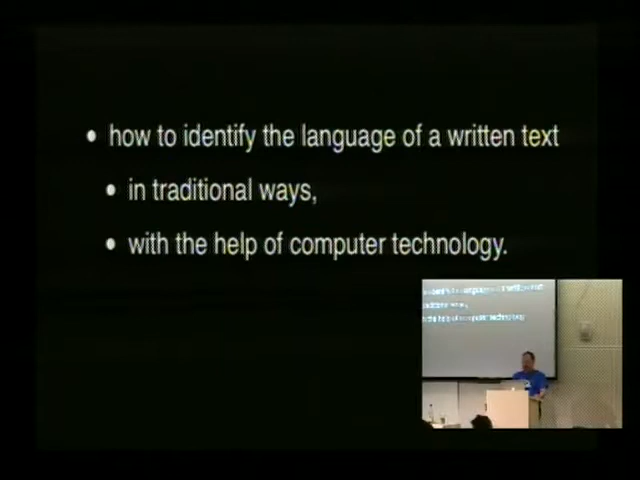 how to identify the language of a written text
in traditional ways,
with the help of computer technology.